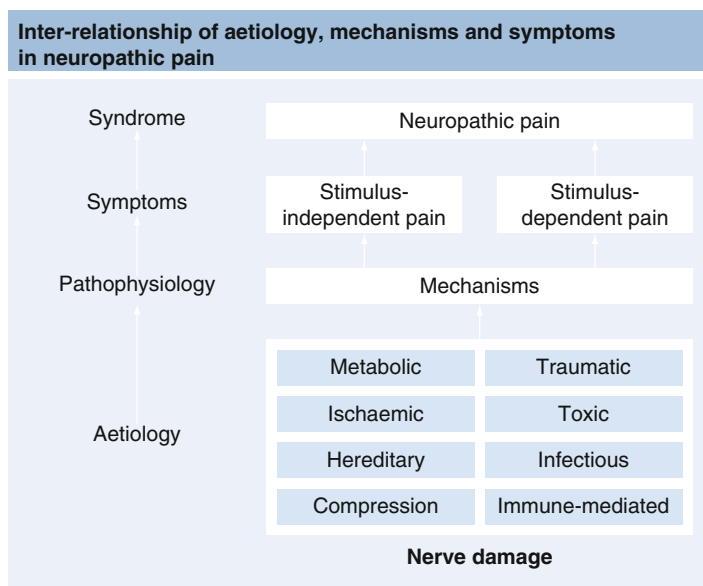 Inter-relationship of aetiology, mechanisms and symptoms
in neuropathic pain
Syndrome
Neuropathic pain
Symptoms
Stimulus-
independent pain
Stimulus-
dependent pain
Pathophysiology
Mechanisms
Aetiology
Metabolic
Traumatic
Ischaemic
Toxic
Hereditary
Infectious
Compression
Immune-mediated
Nerve damage